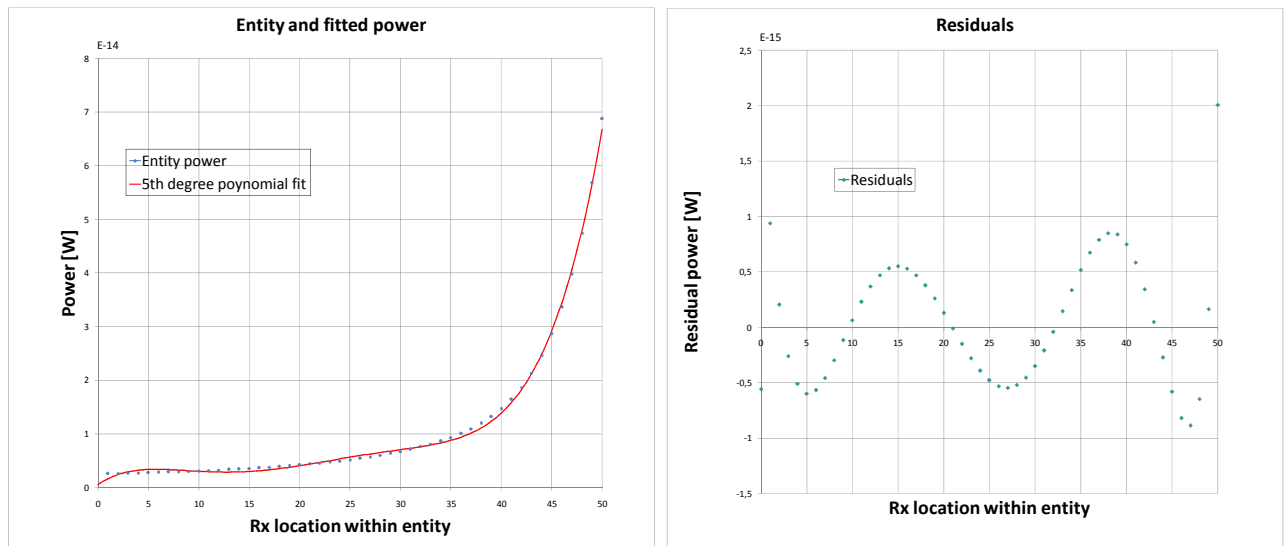 Entity and fitted power
E-14
8
7
6
5
4
3
2
1
0
Power [W]
Entity power
5th degree poynomial fit
0 5 10 15 20 25 30 35 40 45 50
Rx location within entity
Residuals
E-15
2,5
2
1,5
1
0,5
0
-0,5
-1
-1,5
Residual power [W]
Residuals
0 5 10 15 20 25 30 35 40 45 50
Rx location within entity